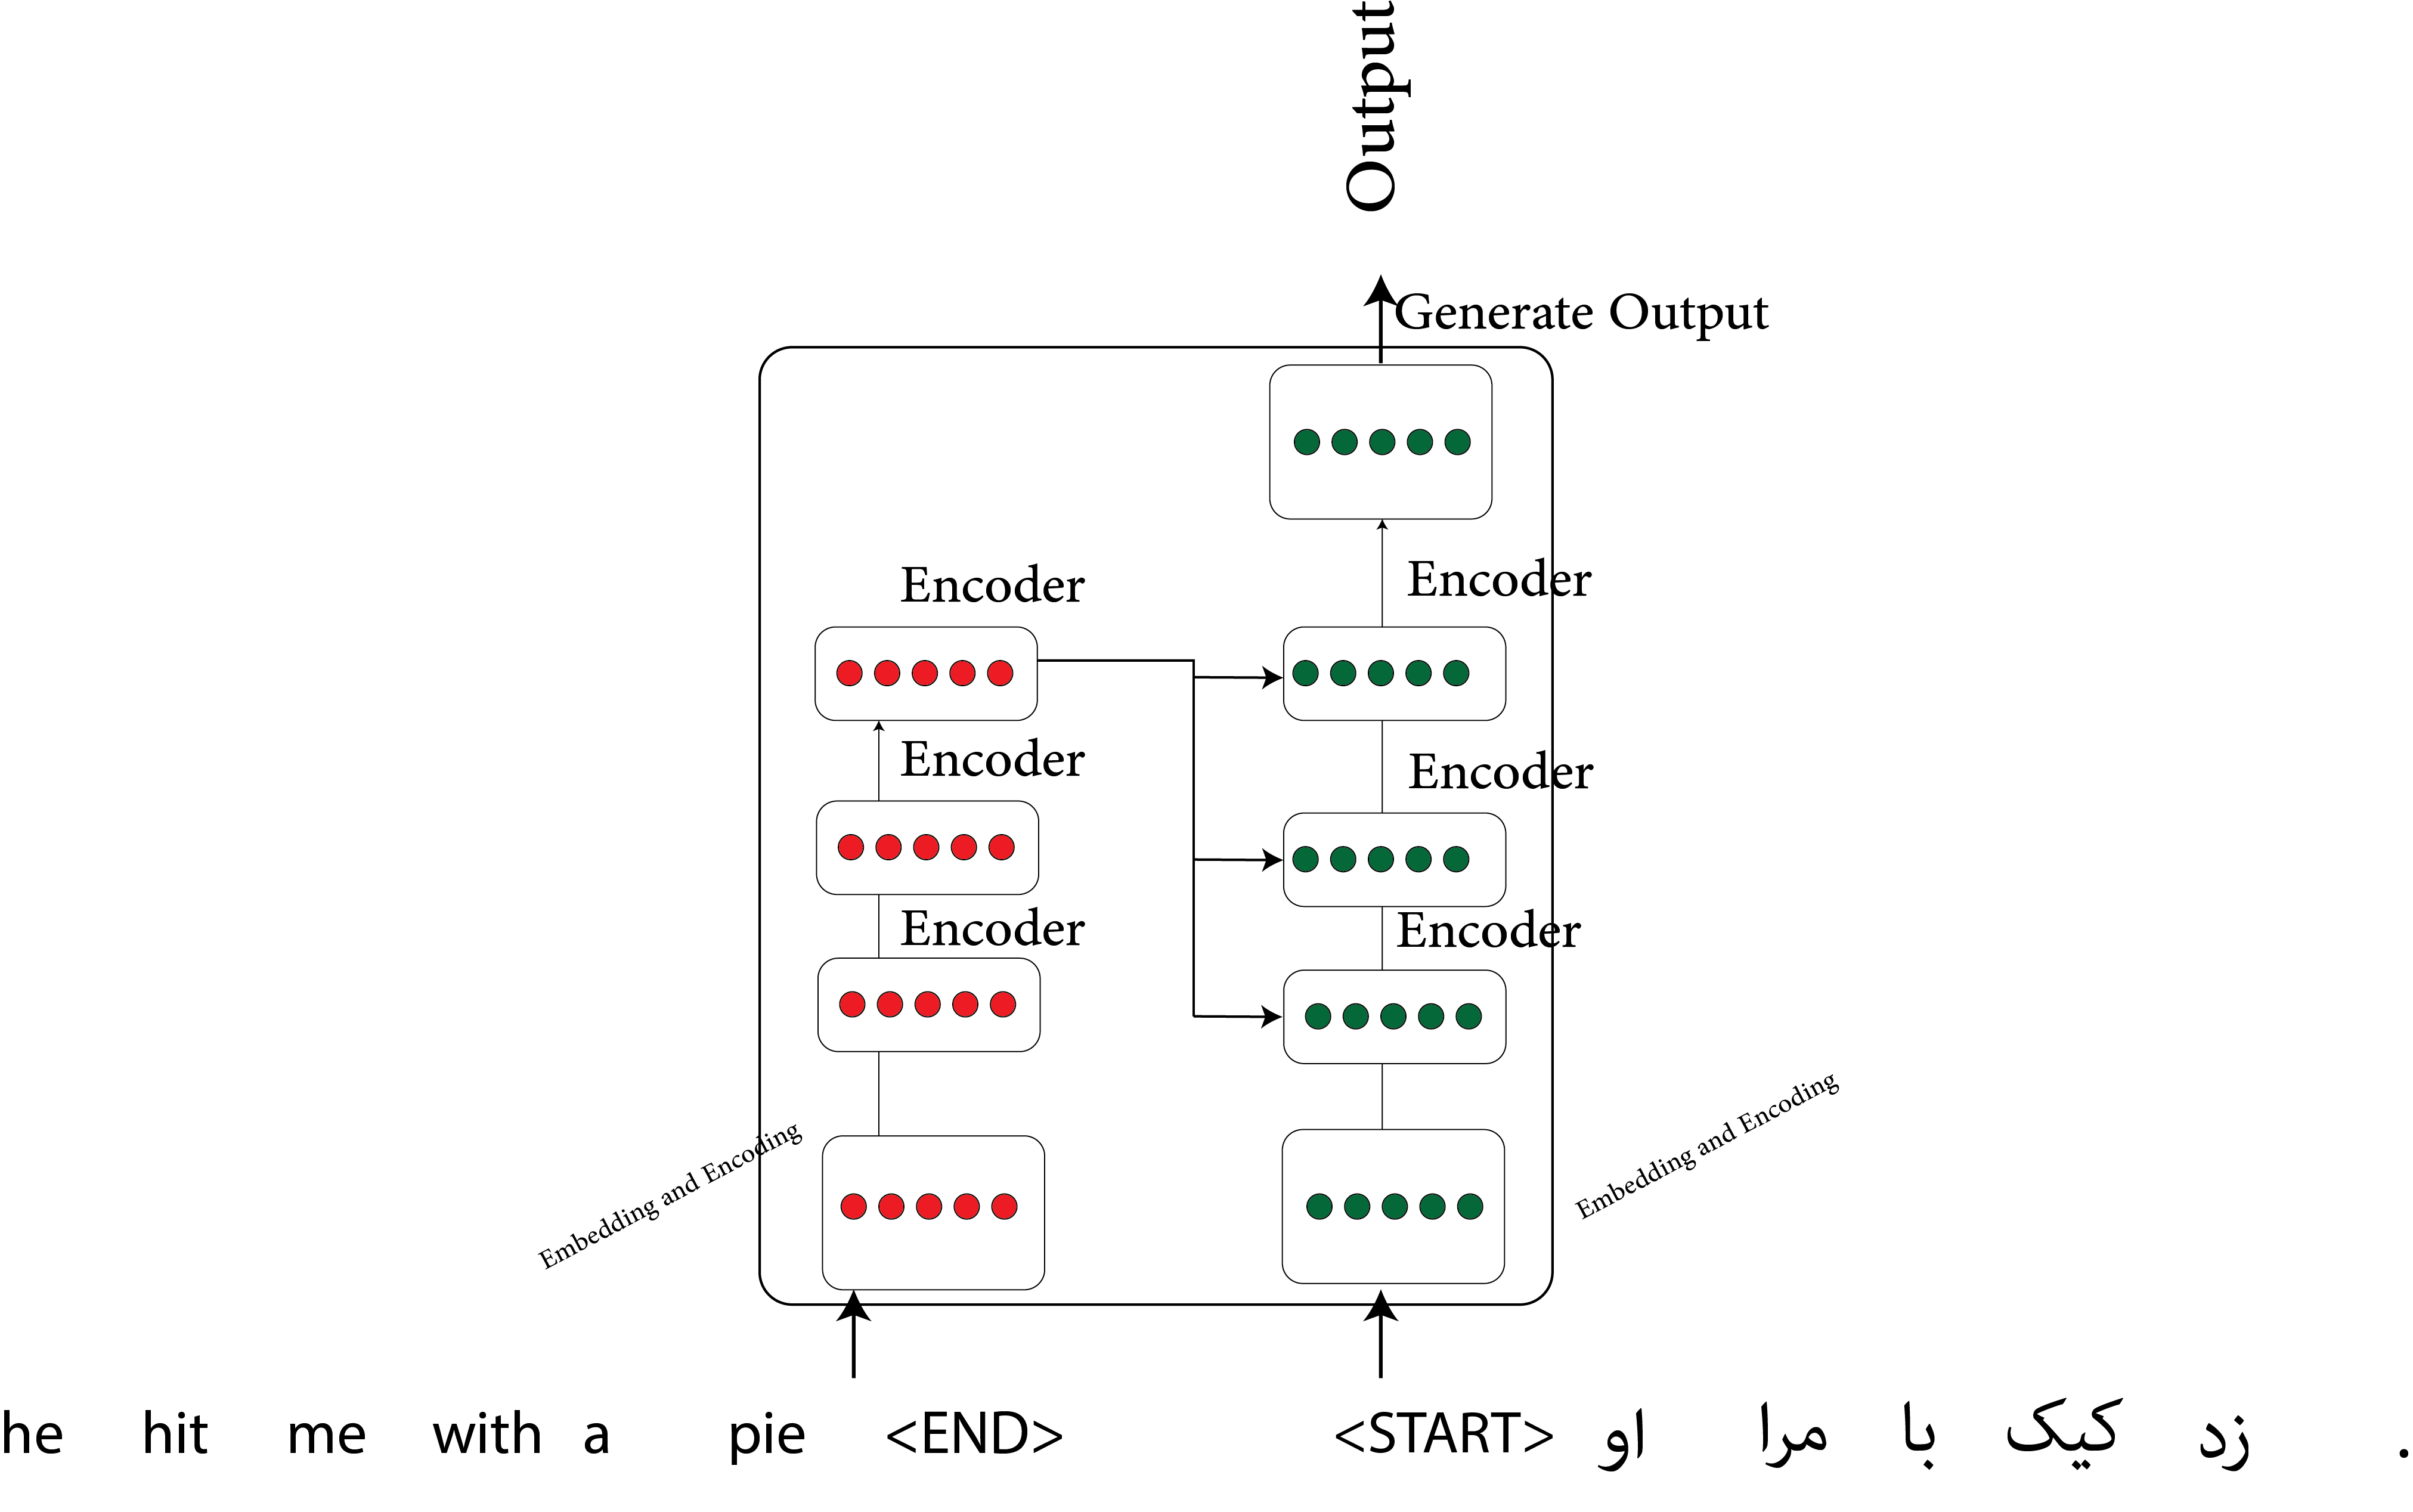 Output
Generate Output
Encoder
Encoder
Encoder
Encoder
Encoder
Encoder
Embedding and Encoding
Embedding and Encoding
he hit me with a pie <END>
<START> او مرا با کیک زد .